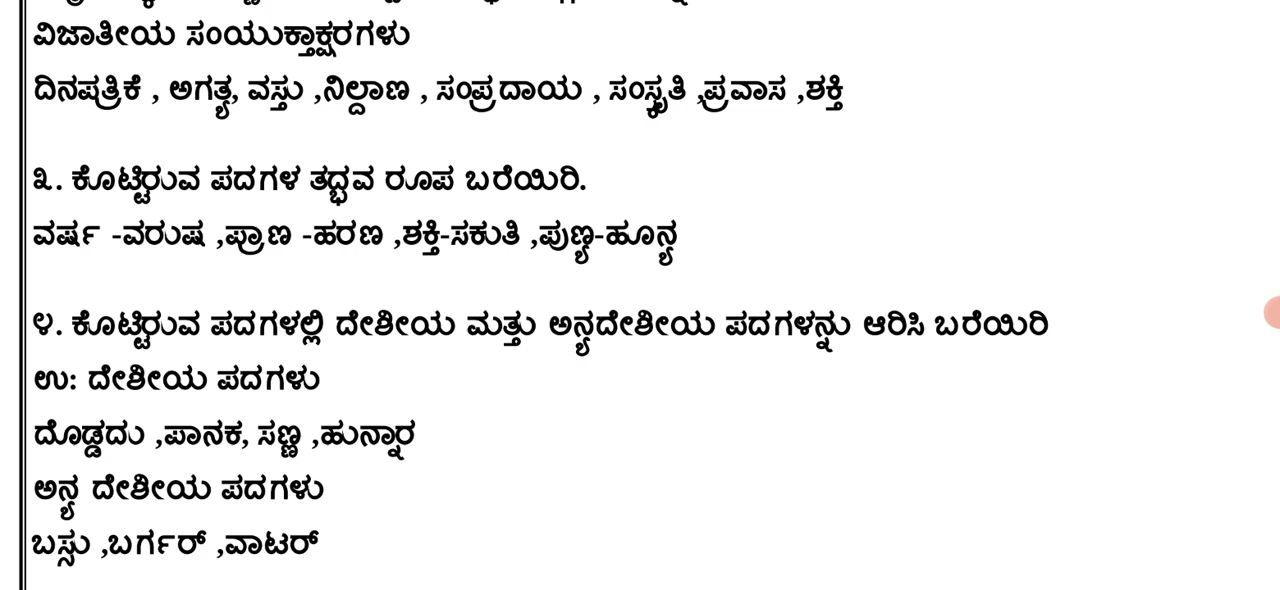 ವಿಜಾತೀಯ ಸಂಯುಕ್ತಾಕ್ಷರಗಳು
ದಿನಪತ್ರಿಕೆ , ಅಗತ್ಯ, ವಸ್ತು ,ನಿಲ್ದಾಣ , ಸಂಪ್ರದಾಯ , ಸಂಸ್ಕೃತಿ ,ಪ್ರವಾಸ ,ಶಕ್ತಿ
೩. ಕೊಟ್ಟಿರುವ ಪದಗಳ ತದ್ಭವ ರೂಪ ಬರೆಯಿರಿ.
ವರ್ಷ -ವರುಷ ,ಪ್ರಾಣ -ಹರಣ ,ಶಕ್ತಿ-ಸಕುತಿ ,ಪುಣ್ಯ-ಹೂನ್ಯ
೪. ಕೊಟ್ಟಿರುವ ಪದಗಳಲ್ಲಿ ದೇಶೀಯ ಮತ್ತು ಅನ್ಯದೇಶೀಯ ಪದಗಳನ್ನು ಆರಿಸಿ ಬರೆಯಿರಿ
ಉ: ದೇಶೀಯ ಪದಗಳು
ದೊಡ್ಡದು ,ಪಾನಕ, ಸಣ್ಣ ,ಹುನ್ನಾರ
ಅನ್ಯ ದೇಶೀಯ ಪದಗಳು
ಬಸ್ಸು ,ಬರ್ಗರ್ ,ವಾಟರ್